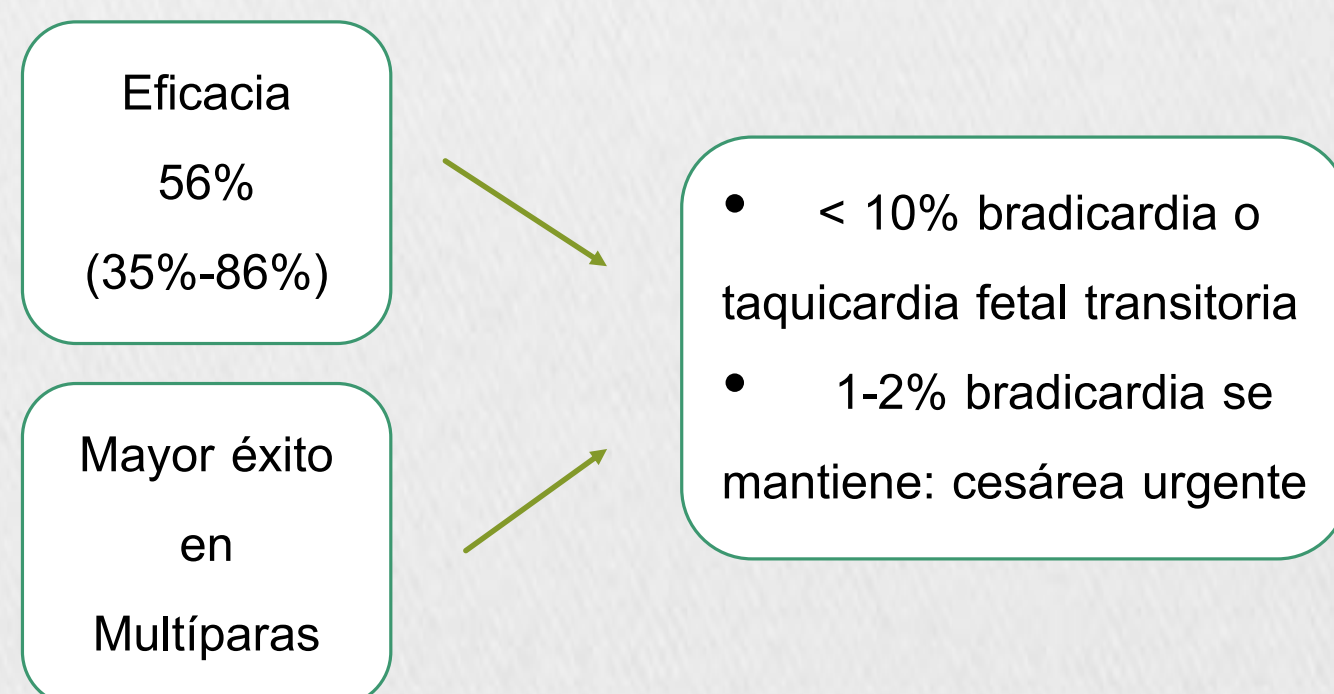 Eficacia
56%
(35%-86%)
Mayor éxito
en
Multíparas
• < 10% bradicardia o
taquicardia fetal transitoria
• 1-2% bradicardia se
mantiene: cesárea urgente